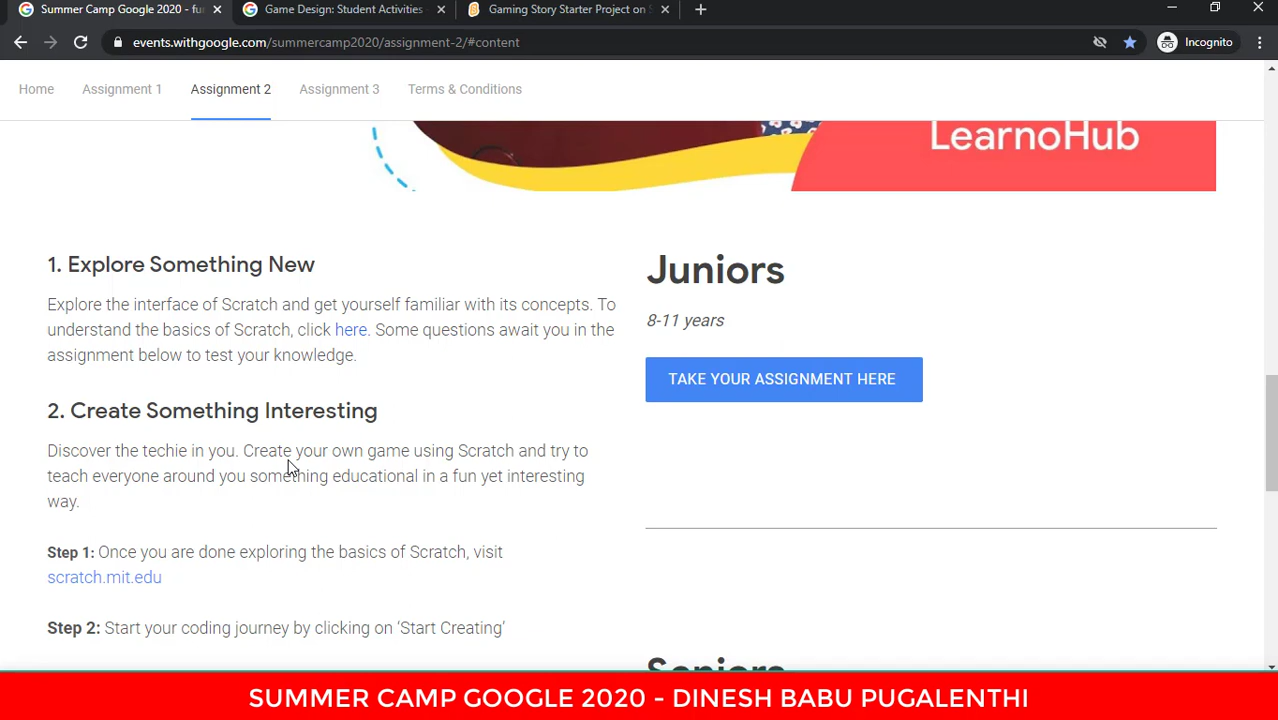 Summer Camp Google 2020 - fu
Game Design: Student Activities -
Gaming Story Starter Project on S
events.withgoogle.com/summercamp2020/assignment-2/#content
Incognito
Home
Assignment 1
Assignment 2
Assignment 3
Terms & Conditions
LearnoHub
1. Explore Something New
Explore the interface of Scratch and get yourself familiar with its concepts. To
understand the basics of Scratch, click here. Some questions await you in the
assignment below to test your knowledge.
2. Create Something Interesting
Discover the techie in you. Create your own game using Scratch and try to
teach everyone around you something educational in a fun yet interesting
way.
Step 1: Once you are done exploring the basics of Scratch, visit
scratch.mit.edu
Step 2: Start your coding journey by clicking on ‘Start Creating’
Juniors
8-11 years
TAKE YOUR ASSIGNMENT HERE
Seniors
SUMMER CAMP GOOGLE 2020 - DINESH BABU PUGALENTHI